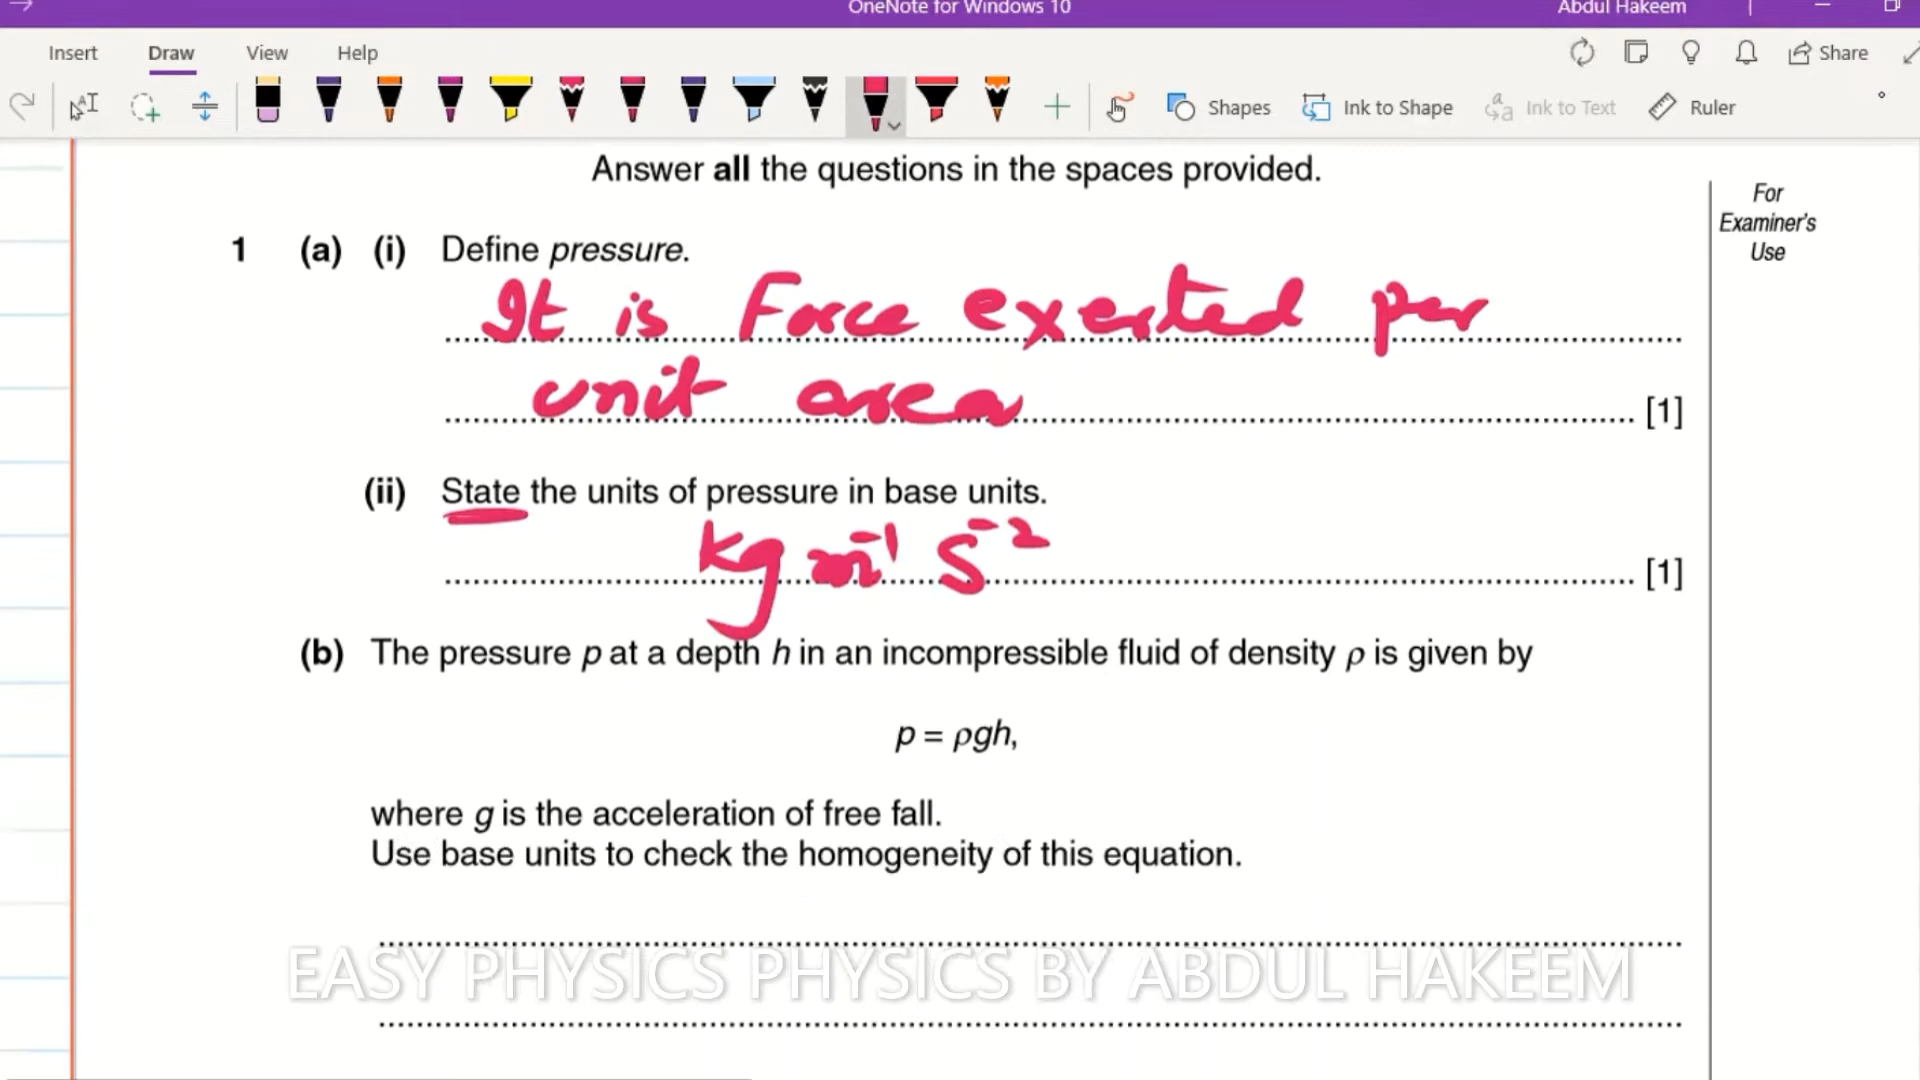 OneNote for Windows 10 Abdul Hakeem
Insert Draw View Help Share
Shapes Ink to Shape Ink to Text Ruler
Answer all the questions in the spaces provided.
For
Examiner's
Use
1 (a) (i) Define pressure.
It is Force exerted per
unit area [1]
(ii) State the units of pressure in base units.
kg m⁻¹ s⁻² [1]
(b) The pressure p at a depth h in an incompressible fluid of density ρ is given by
p = ρgh,
where g is the acceleration of free fall.
Use base units to check the homogeneity of this equation.
EASY PHYSICS PHYSICS BY ABDUL HAKEEM